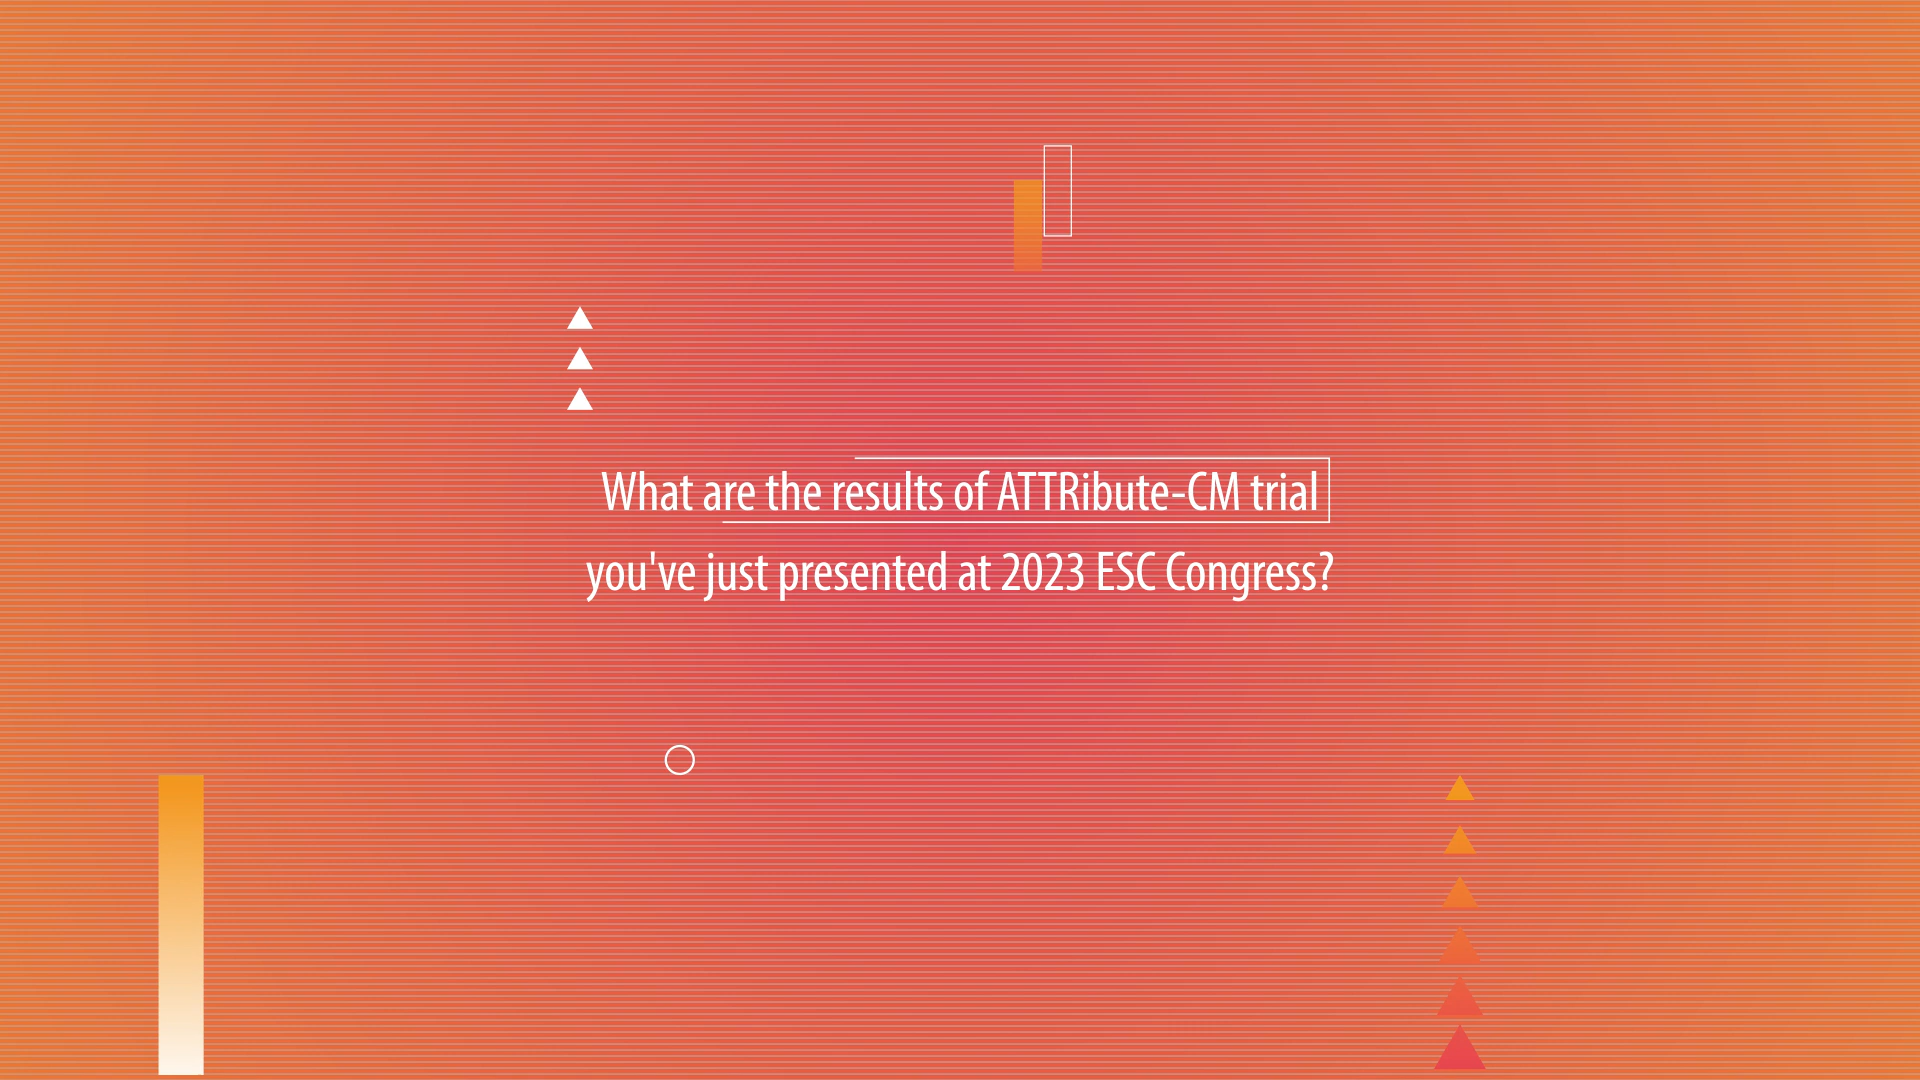 What are the results of ATTRibute-CM trial
you've just presented at 2023 ESC Congress?